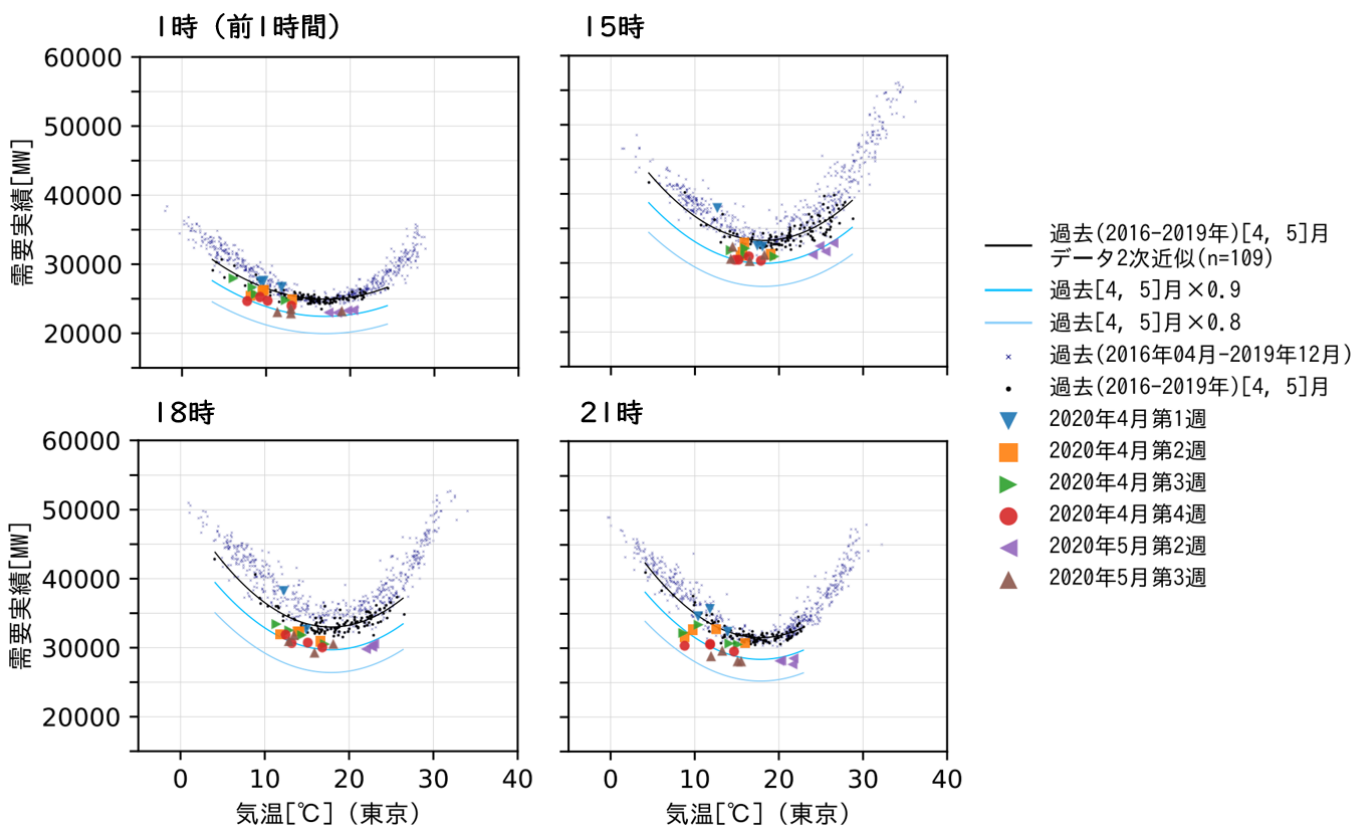 1時（前1時間）
15時
60000
50000
40000
30000
20000
需要実績[MW]
18時
21時
60000
50000
40000
30000
20000
需要実績[MW]
0 10 20 30 40
0 10 20 30 40
気温[℃]（東京）
気温[℃]（東京）
過去(2016-2019年)[4, 5]月
データ2次近似(n=109)
過去[4, 5]月×0.9
過去[4, 5]月×0.8
過去(2016年04月-2019年12月)
過去(2016-2019年)[4, 5]月
2020年4月第1週
2020年4月第2週
2020年4月第3週
2020年4月第4週
2020年5月第2週
2020年5月第3週